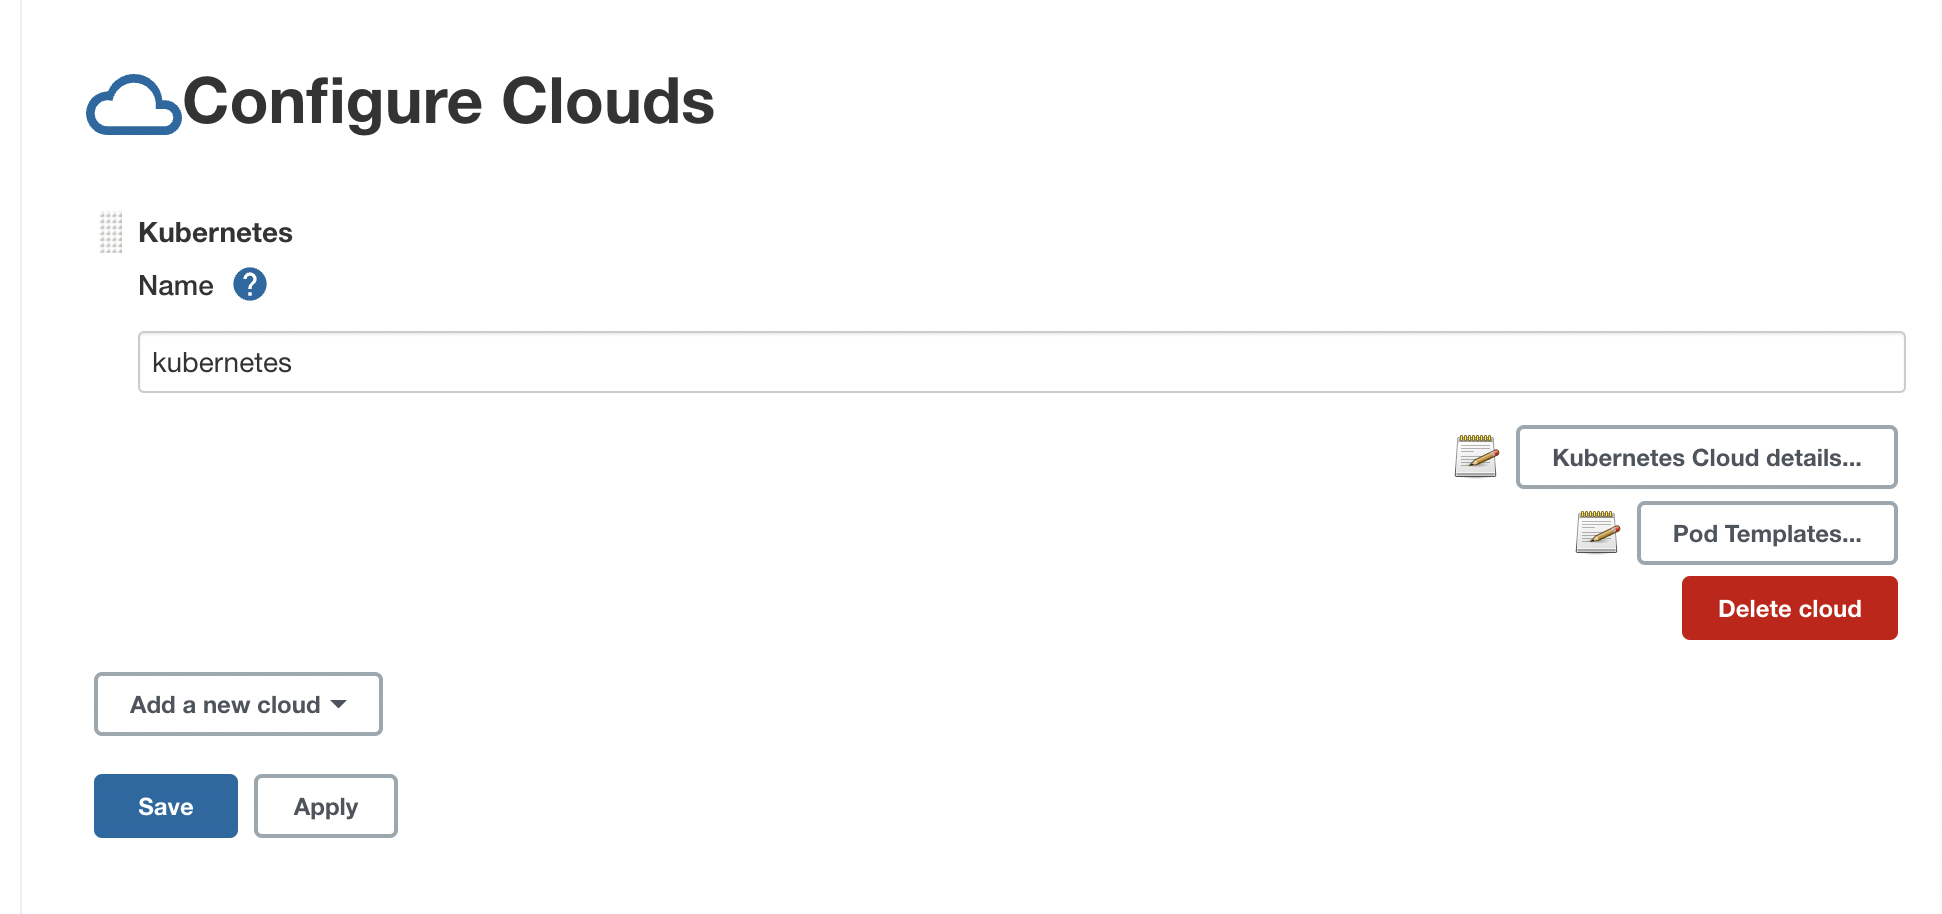 Configure Clouds
Kubernetes
Name ?
kubernetes
Kubernetes Cloud details...
Pod Templates...
Delete cloud
Add a new cloud
Save Apply